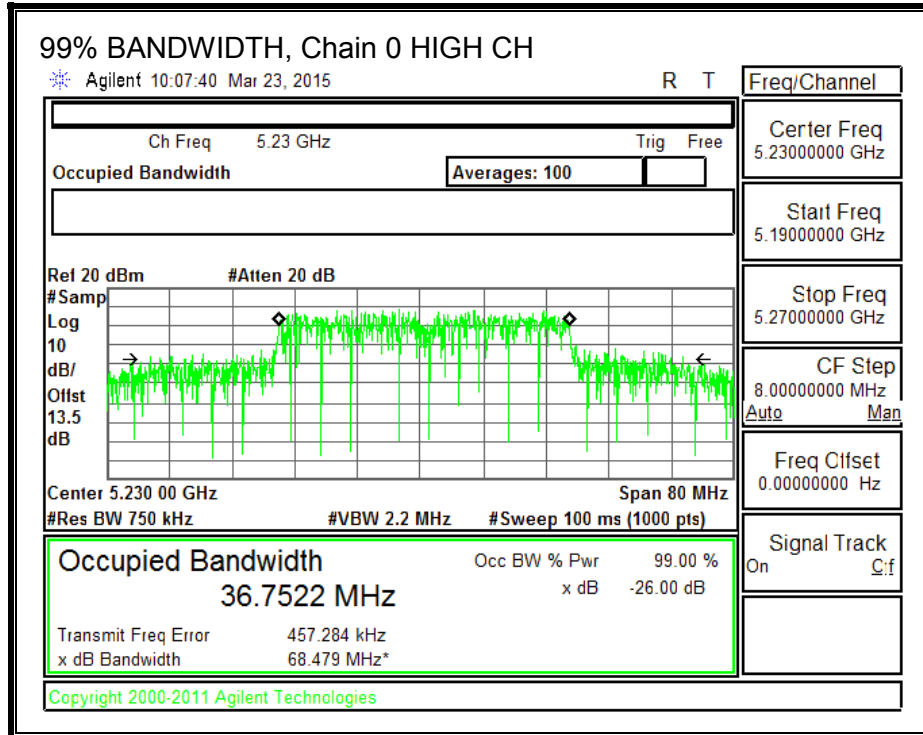 99% BANDWIDTH, Chain 0 HIGH CH
Agilent 10:07:40 Mar 23, 2015 R T
Freq/Channel
Ch Freq 5.23 GHz Trig Free
Occupied Bandwidth Averages: 100
Center Freq
5.23000000 GHz
Start Freq
5.19000000 GHz
Stop Freq
5.27000000 GHz
CF Step
8.00000000 MHz
Auto Man
Freq Offset
0.00000000 Hz
Signal Track
On Off
Ref 20 dBm #Atten 20 dB
#Samp
Log
10
dB/
Offst
13.5
dB
Center 5.230 00 GHz Span 80 MHz
#Res BW 750 kHz #VBW 2.2 MHz #Sweep 100 ms (1000 pts)
Occupied Bandwidth Occ BW % Pwr 99.00 %
36.7522 MHz x dB -26.00 dB
Transmit Freq Error 457.284 kHz
x dB Bandwidth 68.479 MHz*
Copyright 2000-2011 Agilent Technologies